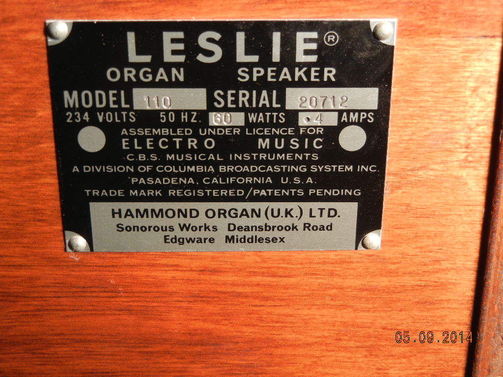 LESLIE®
ORGAN SPEAKER
MODEL 110 SERIAL 20712
234 VOLTS 50 HZ. 60 WATTS .4 AMPS
ASSEMBLED UNDER LICENCE FOR
ELECTRO MUSIC
C.B.S. MUSICAL INSTRUMENTS
A DIVISION OF COLUMBIA BROADCASTING SYSTEM INC.
PASADENA, CALIFORNIA U.S.A.
TRADE MARK REGISTERED/PATENTS PENDING
HAMMOND ORGAN (U.K.) LTD.
Sonorous Works Deansbrook Road
Edgware Middlesex
05.09.2014